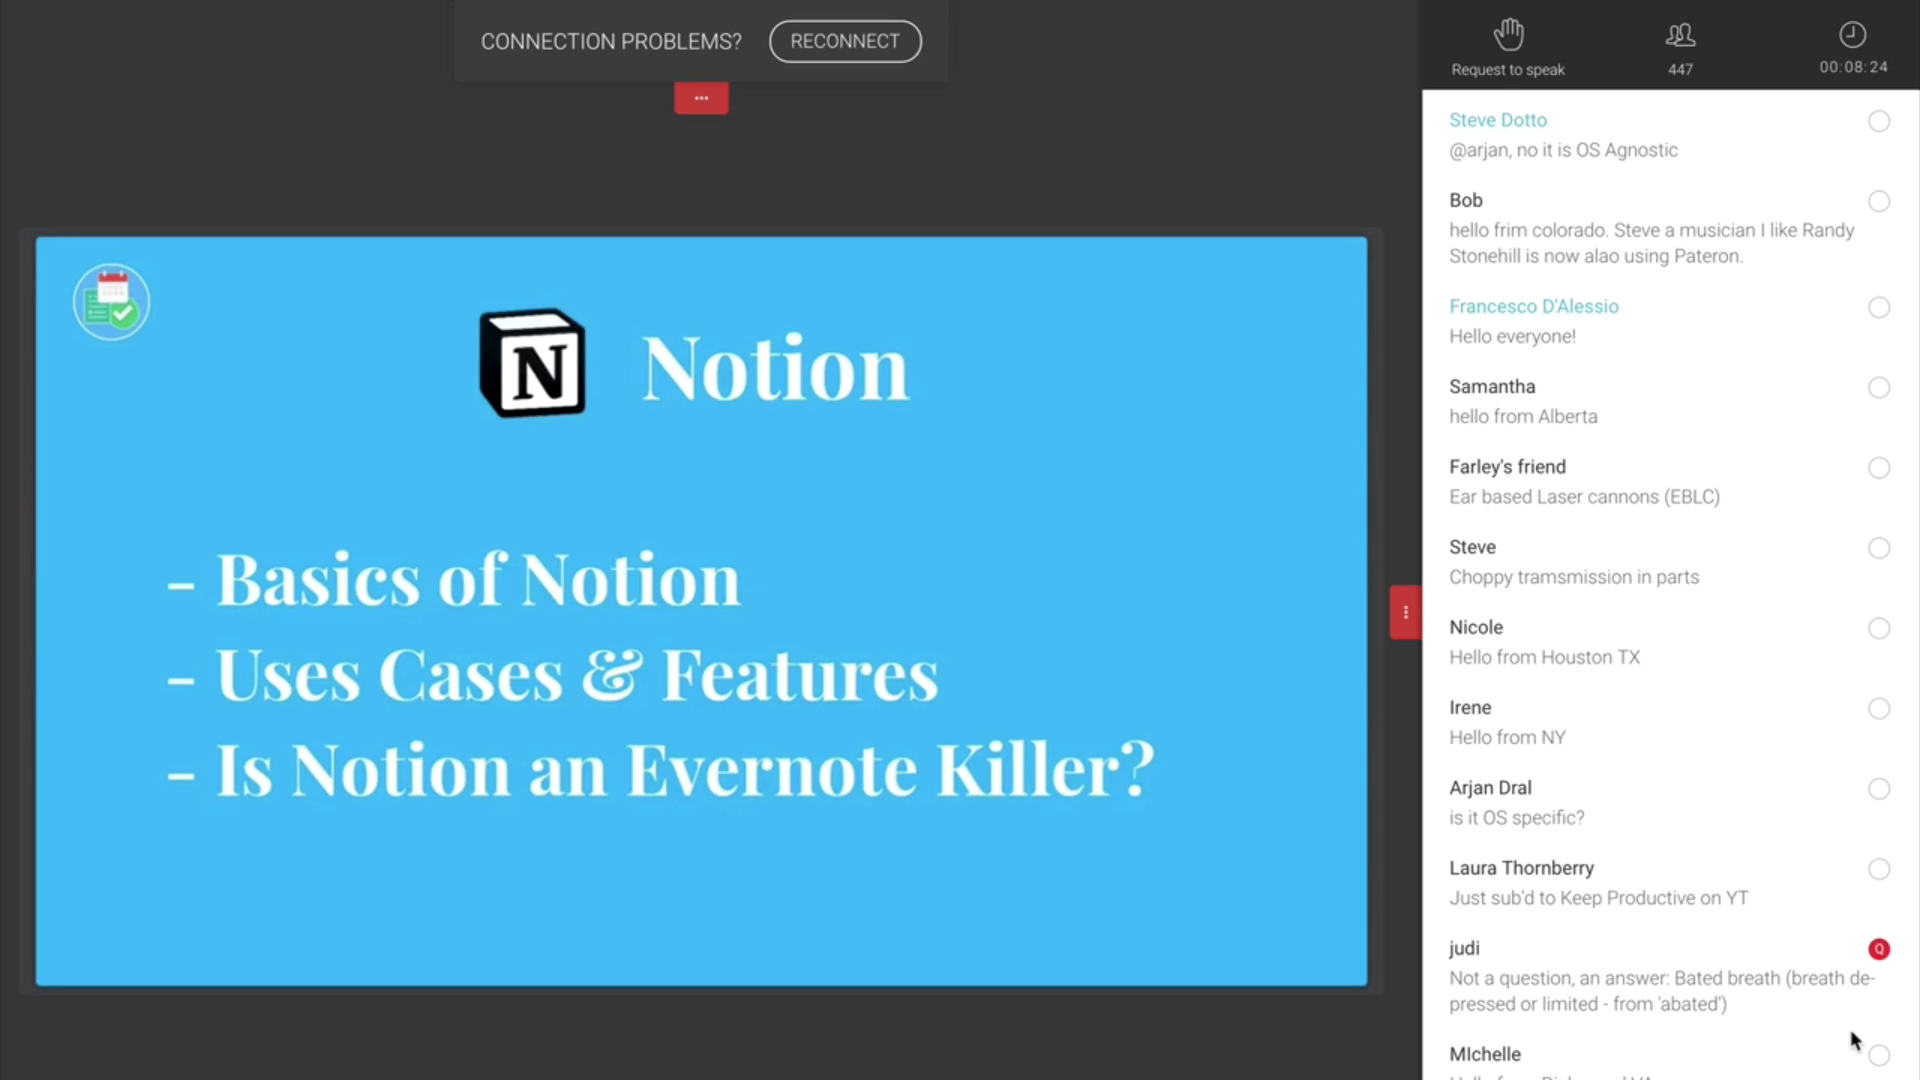 CONNECTION PROBLEMS? RECONNECT
Request to speak
447
00:08:24
N Notion
- Basics of Notion
- Uses Cases & Features
- Is Notion an Evernote Killer?
Steve Dotto
@arjan, no it is OS Agnostic
Bob
hello frim colorado. Steve a musician I like Randy
Stonehill is now alao using Pateron.
Francesco D'Alessio
Hello everyone!
Samantha
hello from Alberta
Farley's friend
Ear based Laser cannons (EBLC)
Steve
Choppy tramsmission in parts
Nicole
Hello from Houston TX
Irene
Hello from NY
Arjan Dral
is it OS specific?
Laura Thornberry
Just sub'd to Keep Productive on YT
judi
Q
Not a question, an answer: Bated breath (breath de-
pressed or limited - from 'abated')
MIchelle